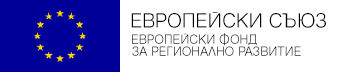 ЕВРОПЕЙСКИ СЪЮЗ
ЕВРОПЕЙСКИ ФОНД
ЗА РЕГИОНАЛНО РАЗВИТИЕ